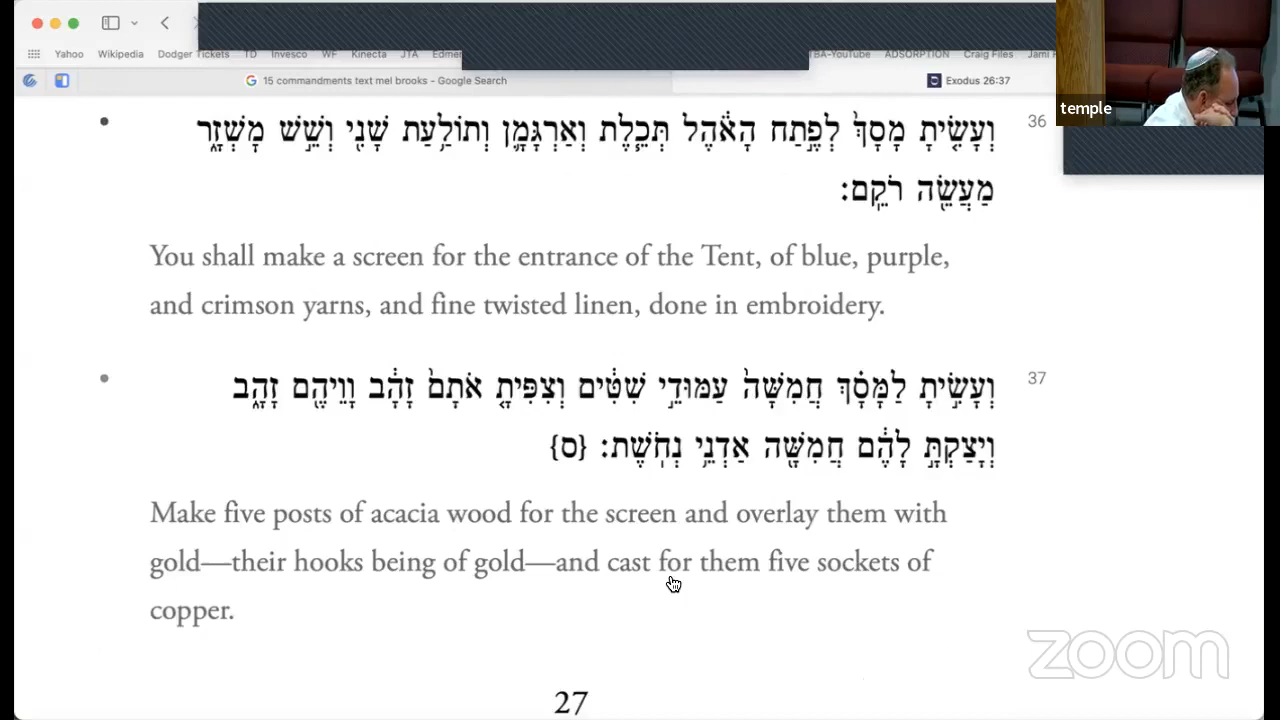 Yahoo Wikipedia Dodger Tickets TD Invesco WF Kinecta JTA BA-YouTube ADSORPTION Craig Files
15 commandments text mel brooks - Google Search
Exodus 26:37
temple
36
וְעָשִׂ֤יתָ מָסָךְ֙ לְפֶ֣תַח הָאֹ֔הֶל תְּכֵ֧לֶת וְאַרְגָּמָ֛ן וְתוֹלַ֥עַת שָׁנִ֖י וְשֵׁ֣שׁ מׇשְׁזָ֑ר
מַעֲשֵׂ֖ה רֹקֵֽם׃
You shall make a screen for the entrance of the Tent, of blue, purple,
and crimson yarns, and fine twisted linen, done in embroidery.
37
וְעָשִׂ֣יתָ לַמָּסָ֗ךְ חֲמִשָּׁה֙ עַמּוּדֵ֣י שִׁטִּ֔ים וְצִפִּיתָ֤ אֹתָם֙ זָהָ֔ב וָוֵיהֶ֖ם זָהָ֑ב
וְיָצַקְתָּ֣ לָהֶ֔ם חֲמִשָּׁ֖ה אַדְנֵ֥י נְחֹֽשֶׁת׃ {ס}
Make five posts of acacia wood for the screen and overlay them with
gold—their hooks being of gold—and cast for them five sockets of
copper.
27
zoom